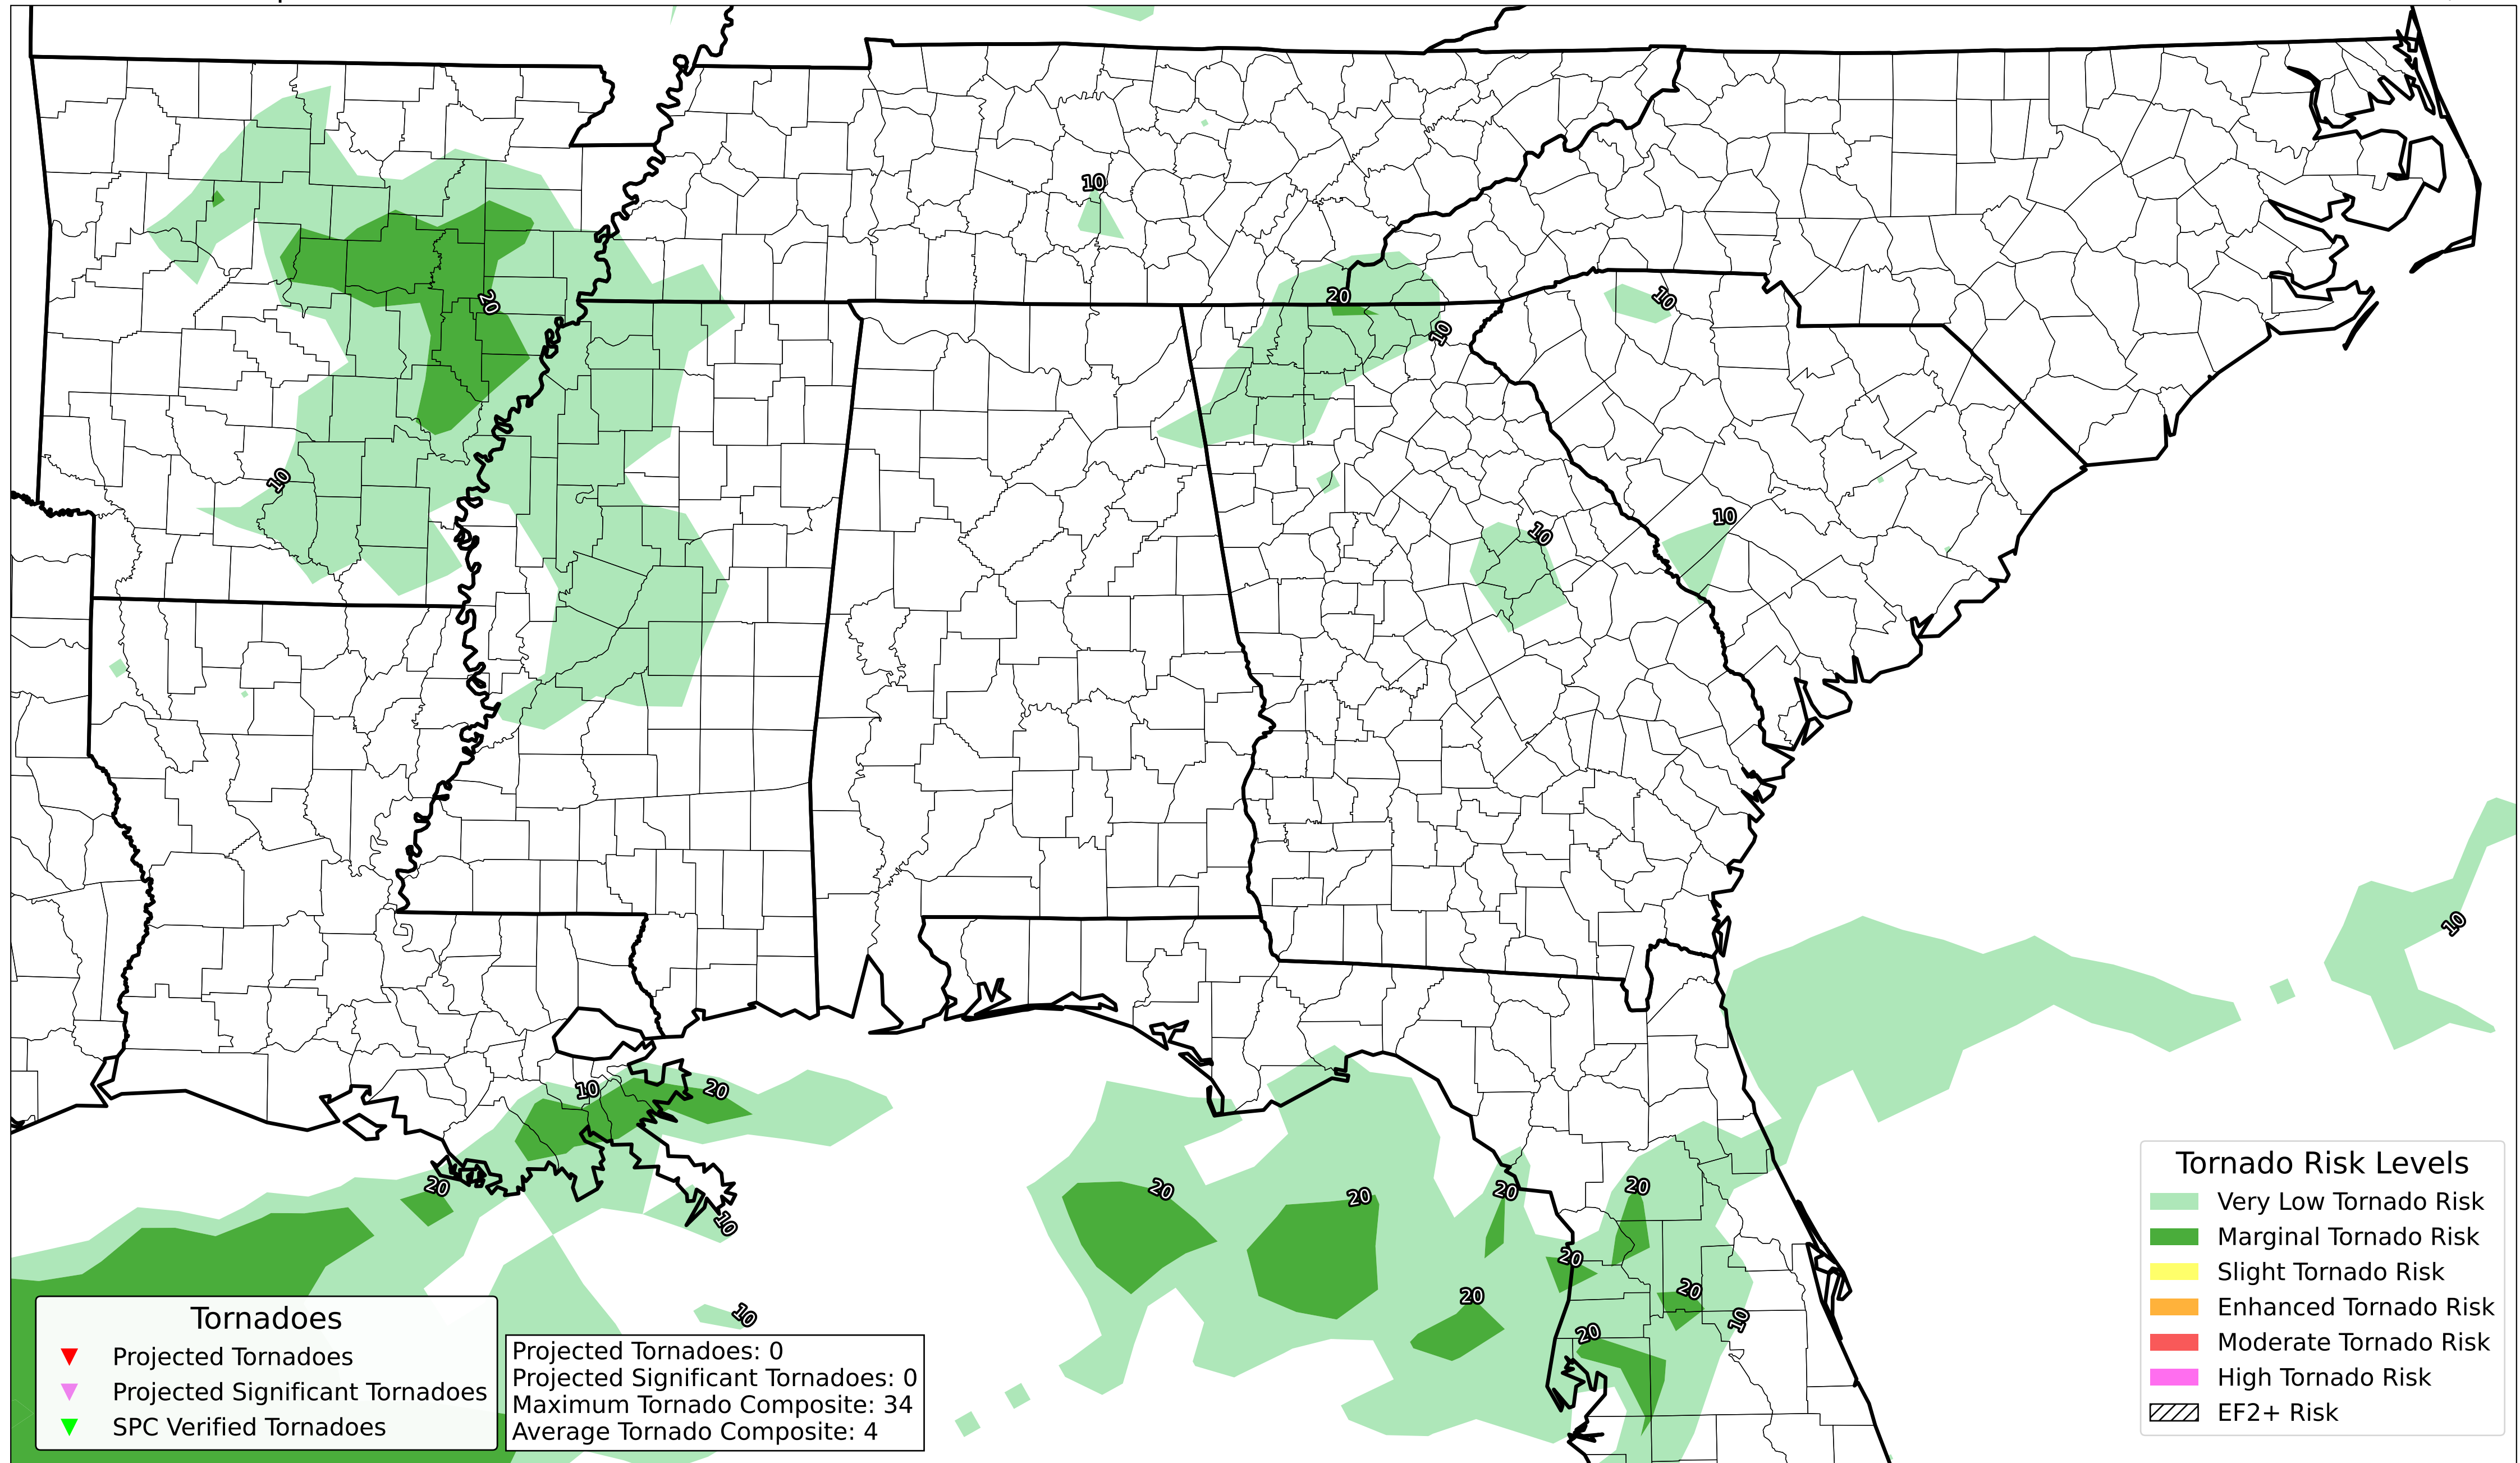 10
20
10
20
10
10
10
10
10
10
10
20
20
20
20
20
20
10
20
20
10
20
10
20
Tornado Risk Levels
Very Low Tornado Risk
Marginal Tornado Risk
Slight Tornado Risk
Enhanced Tornado Risk
Moderate Tornado Risk
High Tornado Risk
EF2+ Risk
Tornadoes
Projected Tornadoes
Projected Significant Tornadoes
SPC Verified Tornadoes
Projected Tornadoes: 0
Projected Significant Tornadoes: 0
Maximum Tornado Composite: 34
Average Tornado Composite: 4